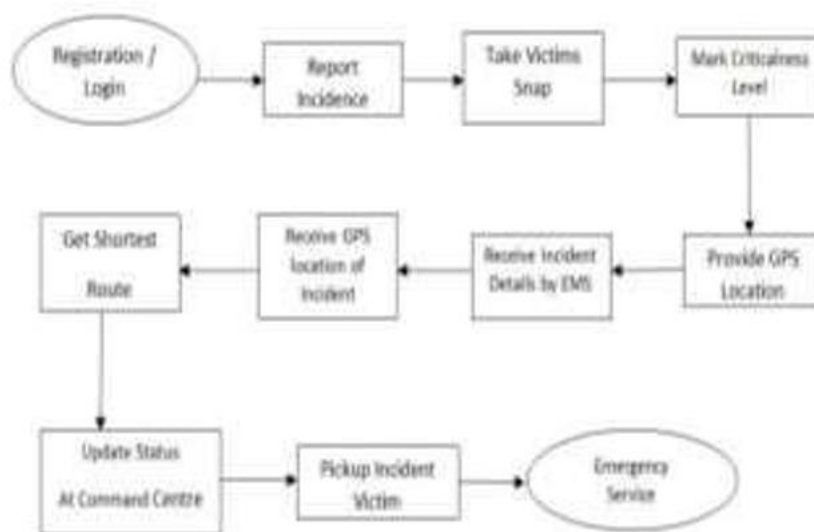 Registration /
Login
Report
Incidence
Take Victims
Snap
Mark Criticalness
Level
Provide GPS
Location
Receive Incident
Details by EMS
Receive GPS
location of
Incident
Get Shortest
Route
Update Status
At Command Centre
Pickup Incident
Victim
Emergency
Service